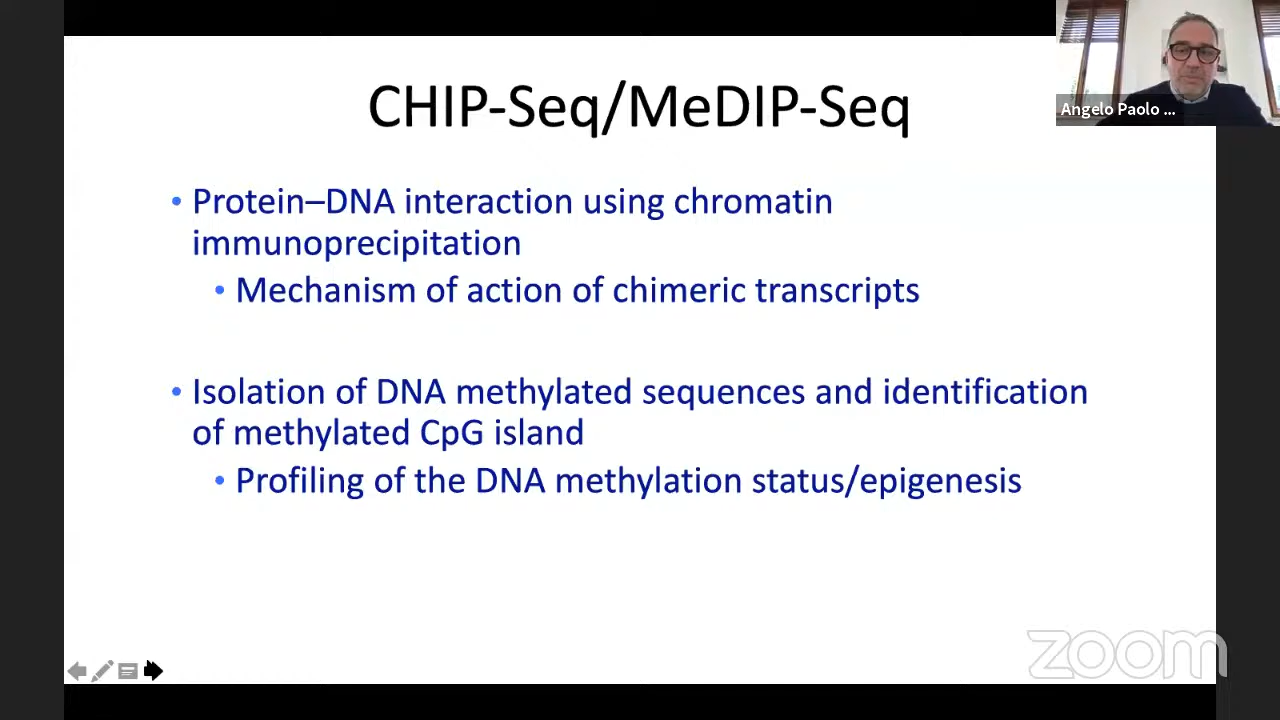 CHIP-Seq/MeDIP-Seq
Angelo Paolo ...
• Protein–DNA interaction using chromatin
immunoprecipitation
• Mechanism of action of chimeric transcripts
• Isolation of DNA methylated sequences and identification
of methylated CpG island
• Profiling of the DNA methylation status/epigenesis
zoom